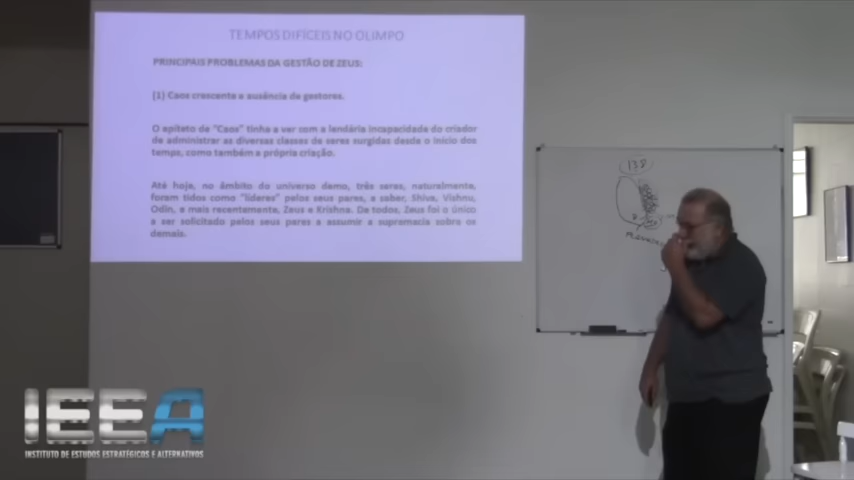 TEMPOS DIFÍCEIS NO OLIMPO
PRINCIPAIS PROBLEMAS DA GESTÃO DE ZEUS:
(1) Caos crescente e ausência de gestores.
O epíteto de "Caos" tinha a ver com a lendária incapacidade do criador
de administrar as diversas classes de seres surgidas desde o início dos
tempo, como também a própria criação.
Até hoje, no âmbito do universo demo, três seres, naturalmente,
foram tidos como "líderes" pelos seus pares, a saber, Shiva, Vishnu,
Odin, e mais recentemente, Zeus e Krishna. De todos, Zeus foi o único
a ser solicitado pelos seus pares a assumir a supremacia sobre os
demais.
138
IEEA
INSTITUTO DE ESTUDOS ESTRATÉGICOS E ALTERNATIVOS